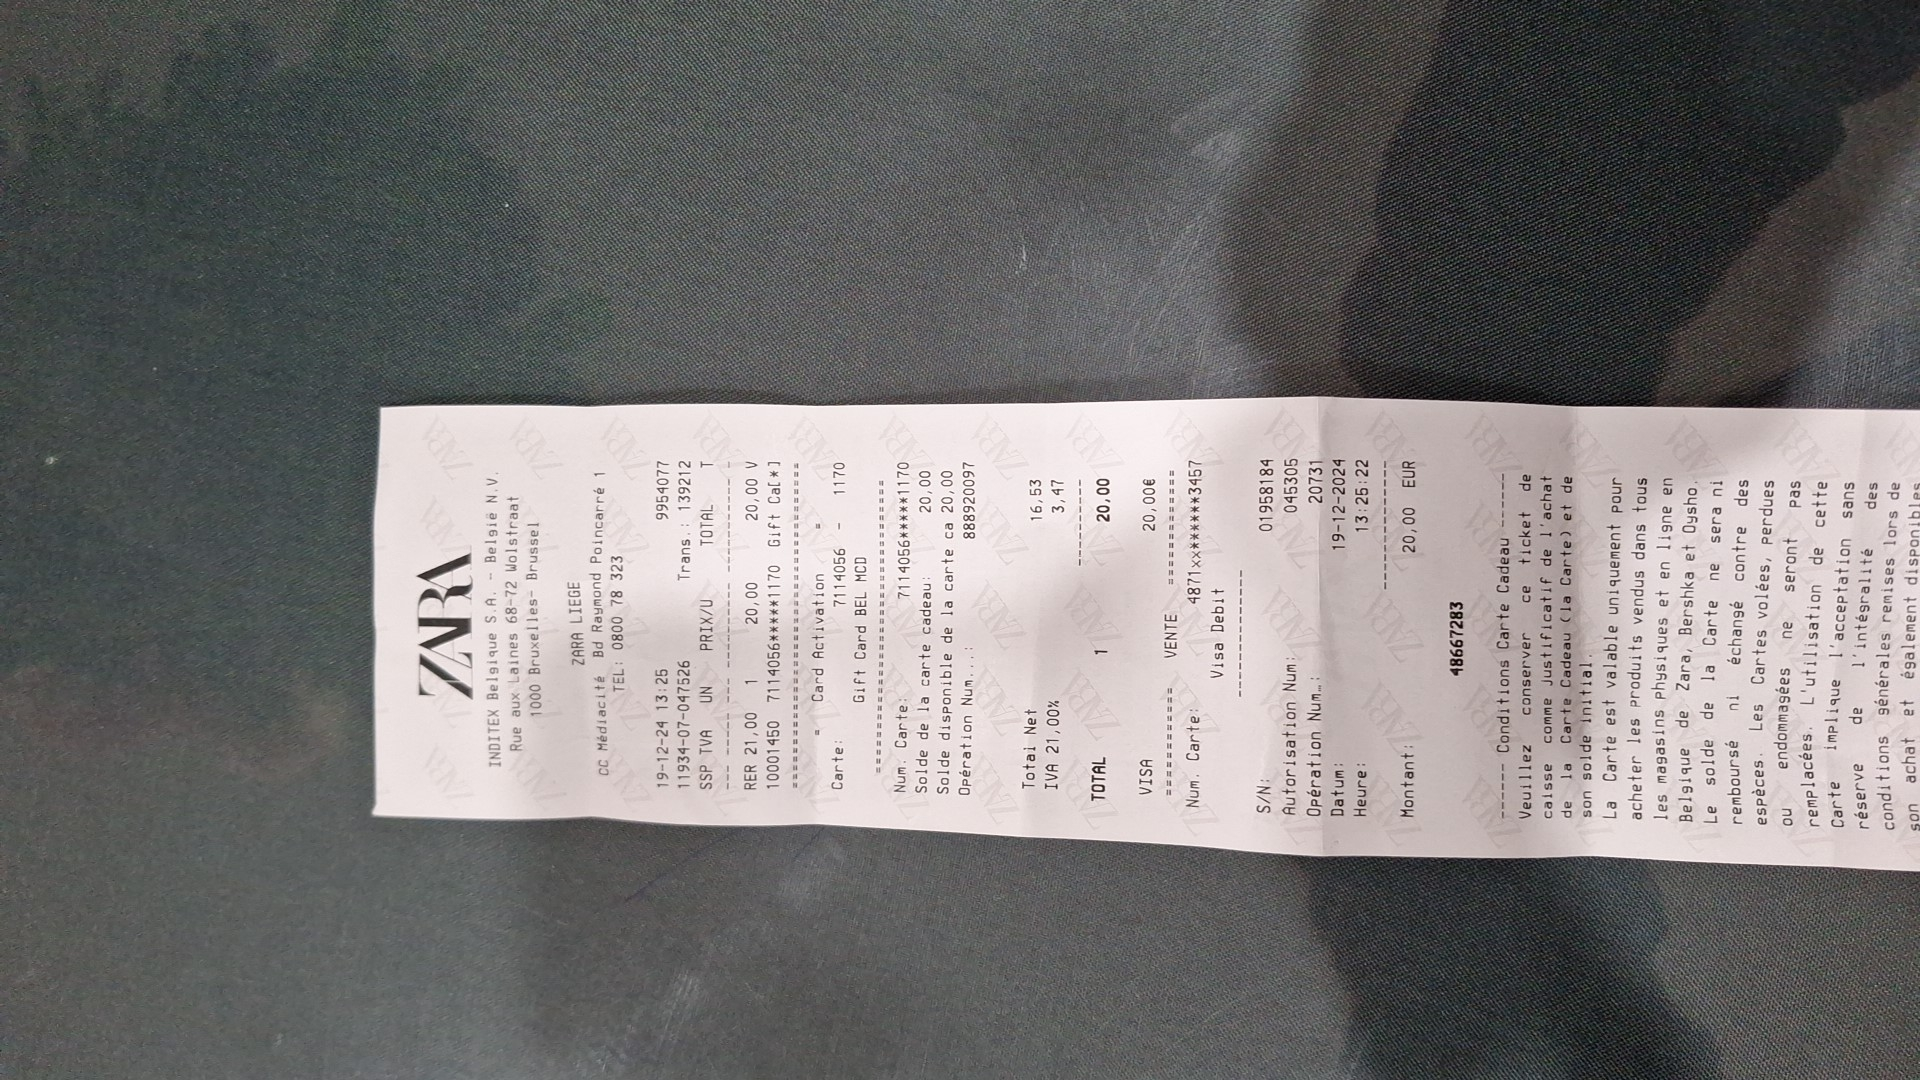 ZARA
INDITEX Belgique S.A. - België N.V.
Rue aux Laines 68-72 Wolstraat
1000 Bruxelles- Brussel
ZARA LIEGE
CC Médiacité Bd Raymond Poincarré 1
TEL: 0800 78 323
19-12-24 13:25 9954077
11934-07-047526 Trans.: 139212
SSP TVA UN PRIX/U TOTAL T
--- ---- --- -------- ---------- -
RER 21,00 1 20,00 20,00 V
10001450 7114056*****1170 Gift Ca[*]
===================================
= Card Activation =
Carte: 7114056 - 1170
Gift Card BEL MCD
================================
Num. Carte: 7114056*****1170
Solde de la carte cadeau: 20,00
Solde disponible de la carte ca 20,00
Opération Num...: 888920097
Total Net 16,53
IVA 21,00% 3,47
----------
TOTAL 1 20,00
VISA 20,00€
============ VENTE ============
Num. Carte: 4871xx******3457
Visa Debit
--------------
S/N: 01958184
Autorisation Num: 045305
Opération Num…: 20731
Datum: 19-12-2024
Heure: 13:25:22
--------------
Montant: 20,00 EUR
48667283
------ Conditions Carte Cadeau ------
Veuillez conserver ce ticket de
caisse comme justificatif de l'achat
de la Carte Cadeau (la Carte) et de
son solde initial.
La Carte est valable uniquement pour
acheter les produits vendus dans tous
les magasins physiques et en ligne en
Belgique de Zara, Bershka et Oysho.
Le solde de la Carte ne sera ni
remboursé ni échangé contre des
espèces. Les Cartes volées, perdues
ou endommagées ne seront pas
remplacées. L'utilisation de cette
Carte implique l'acceptation sans
réserve de l'intégralité des
conditions générales remises lors de
son achat et également disponibles